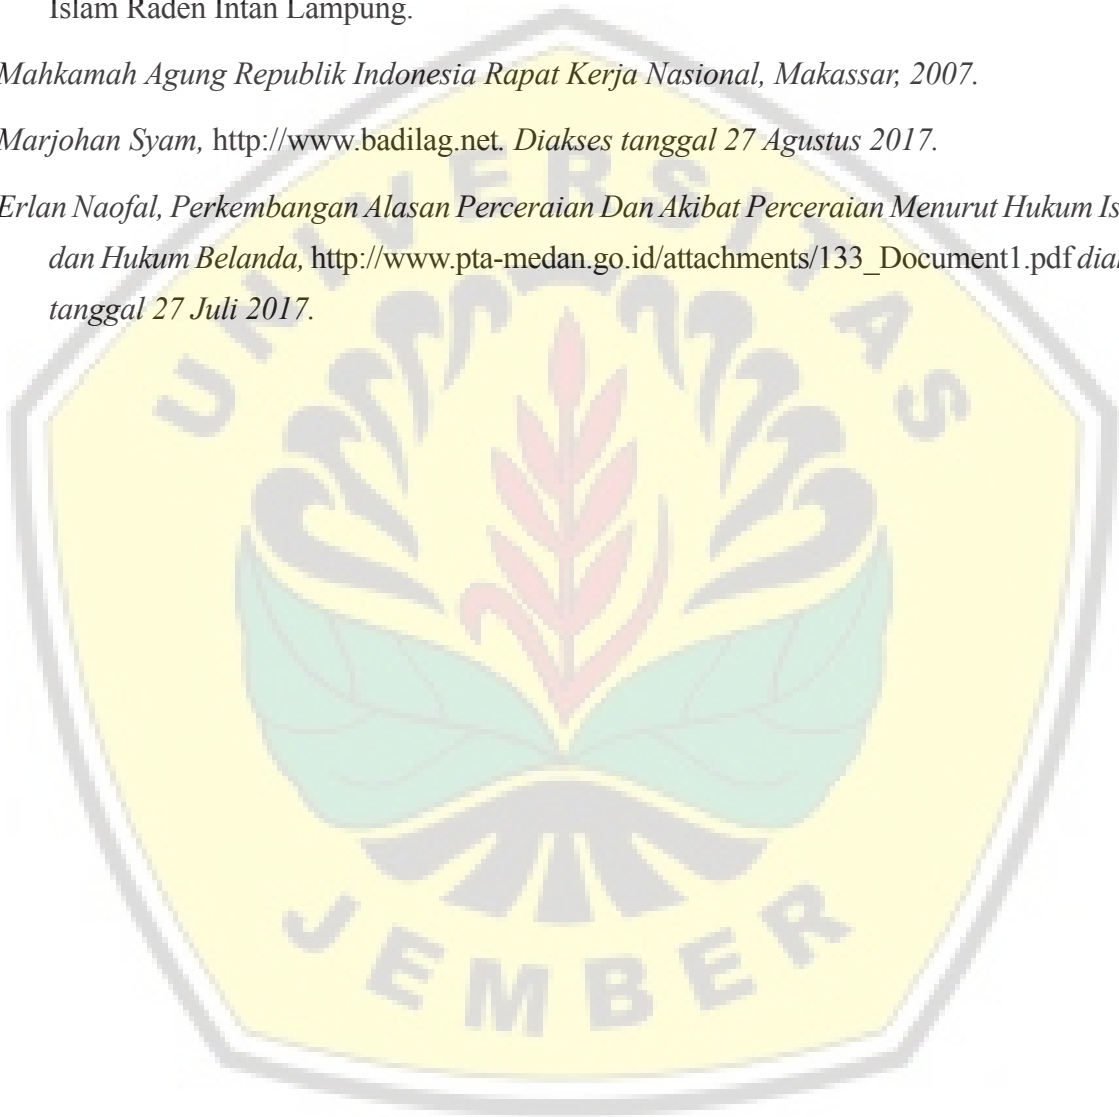 Islam Raden Intan Lampung.
Mahkamah Agung Republik Indonesia Rapat Kerja Nasional, Makassar, 2007.
Marjohan Syam, http://www.badilag.net. Diakses tanggal 27 Agustus 2017.
Erlan Naofal, Perkembangan Alasan Perceraian Dan Akibat Perceraian Menurut Hukum Is
dan Hukum Belanda, http://www.pta-medan.go.id/attachments/133_Document1.pdf dia
tanggal 27 Juli 2017.
UNIVERSITAS
JEMBER